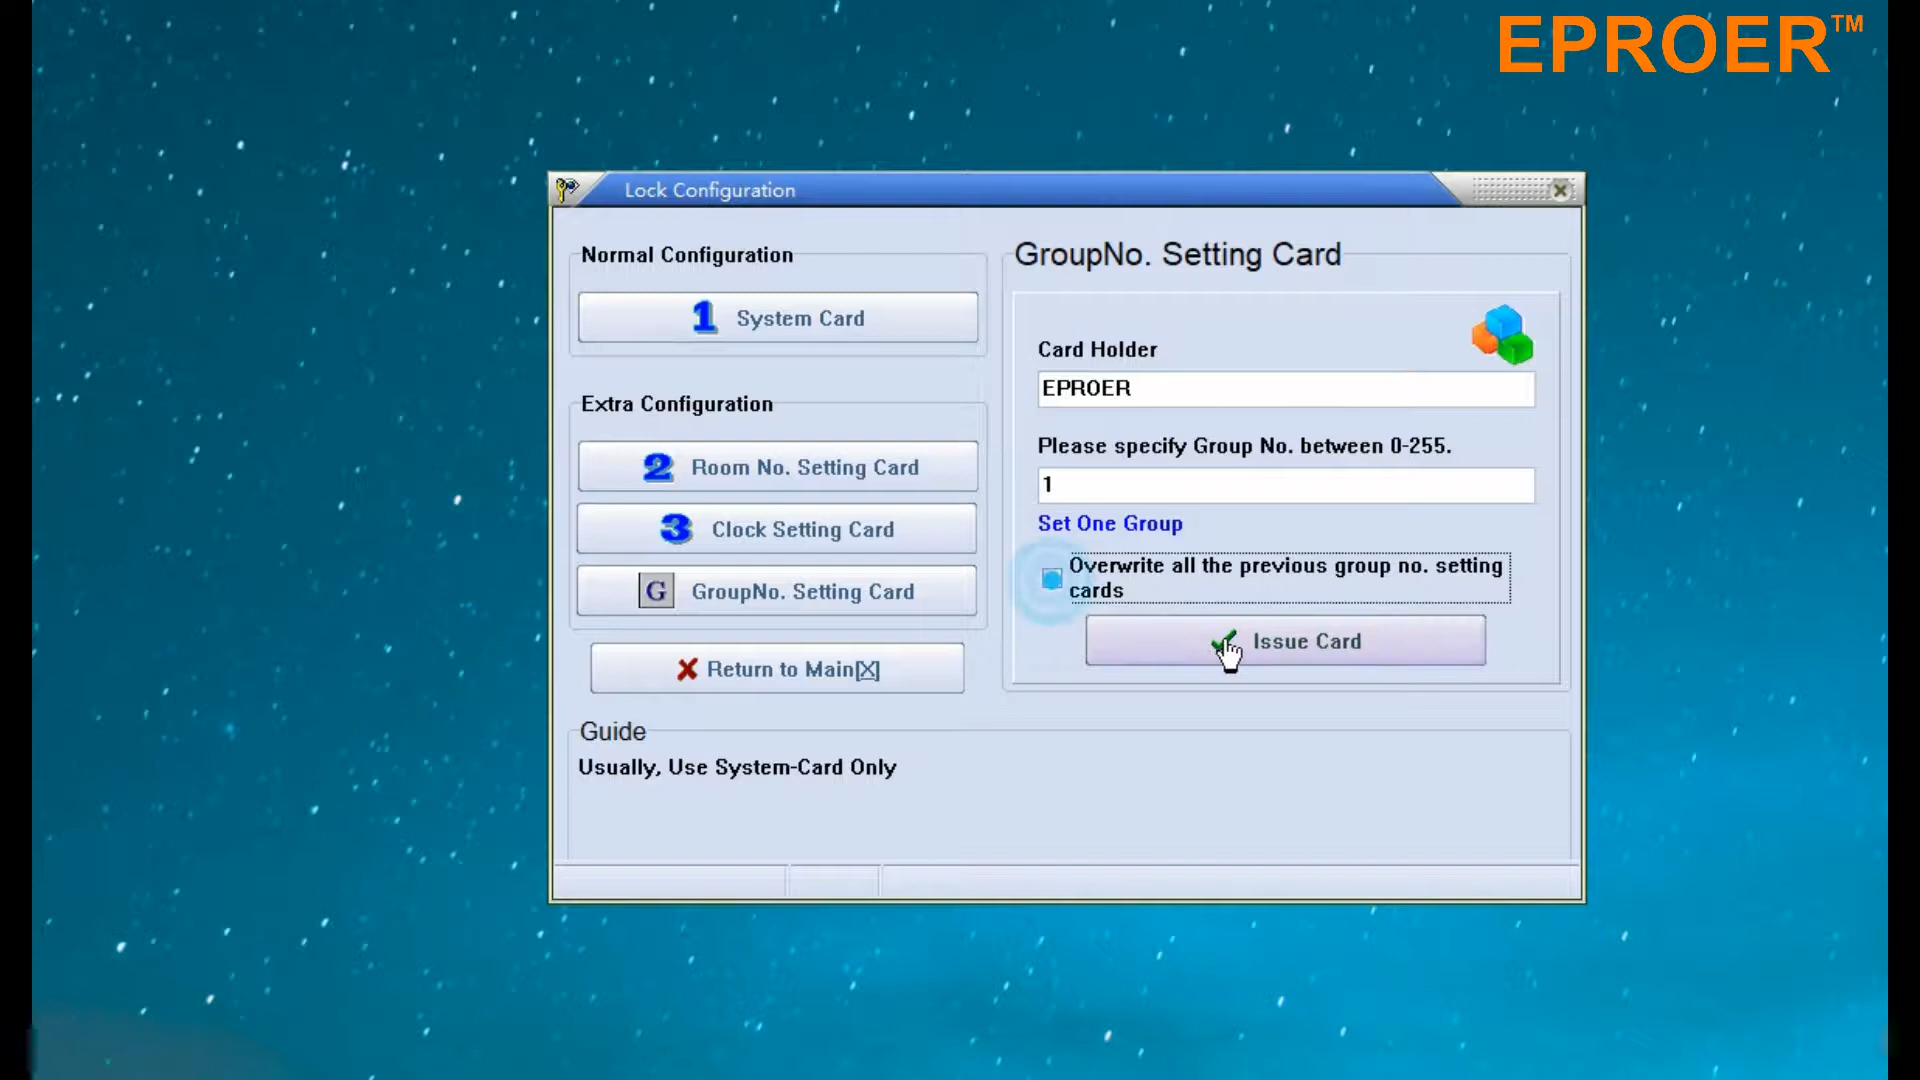 EPROER™
Lock Configuration
Normal Configuration
1 System Card
Extra Configuration
2 Room No. Setting Card
3 Clock Setting Card
G GroupNo. Setting Card
Return to Main[X]
GroupNo. Setting Card
Card Holder
EPROER
Please specify Group No. between 0-255.
1
Set One Group
Overwrite all the previous group no. setting
cards
Issue Card
Guide
Usually, Use System-Card Only